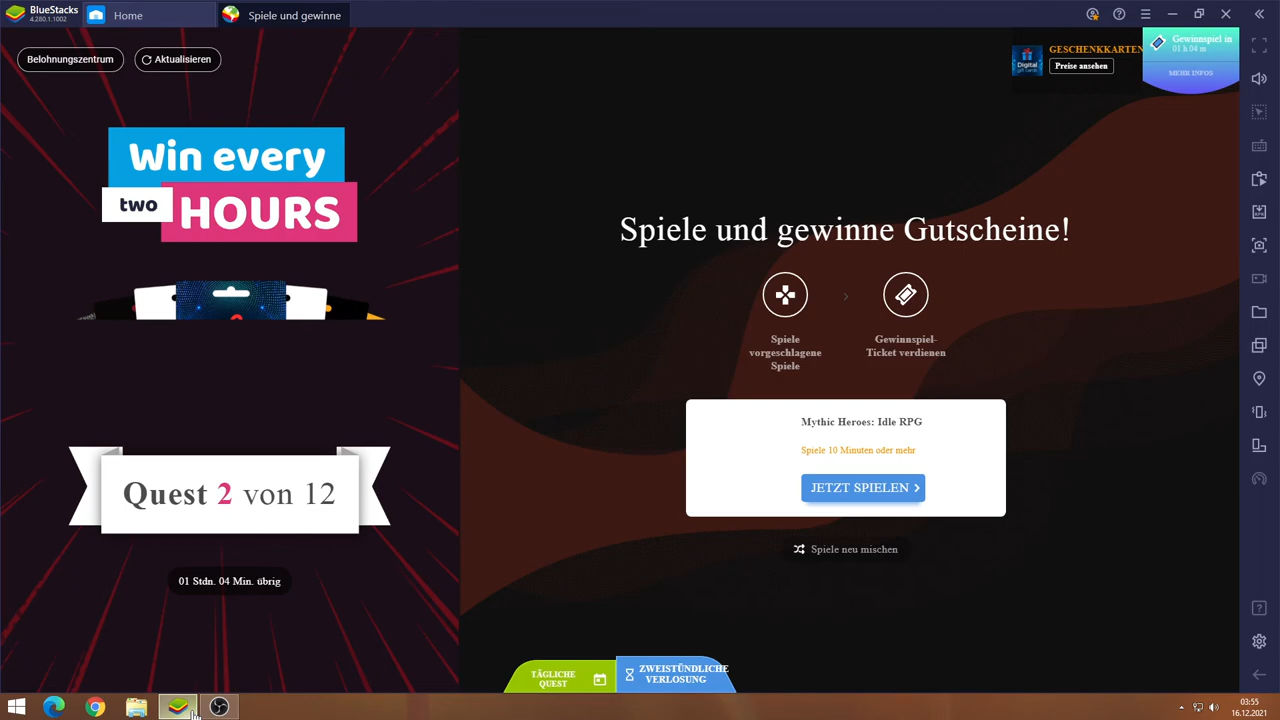 BlueStacks
4.280.1.1002
Home
Spiele und gewinne
Belohnungszentrum
Aktualisieren
GESCHENKKARTEN
Preise ansehen
Digital
gift cards
Gewinnspiel in
01 h 04 m
MEHR INFOS
Win every
two HOURS
Spiele und gewinne Gutscheine!
Spiele
vorgeschlagene
Spiele
Gewinnspiel-
Ticket verdienen
Mythic Heroes: Idle RPG
Spiele 10 Minuten oder mehr
JETZT SPIELEN
Quest 2 von 12
Spiele neu mischen
01 Stdn. 04 Min. übrig
TÄGLICHE
QUEST
ZWEISTÜNDLICHE
VERLOSUNG
03:55
16.12.2021